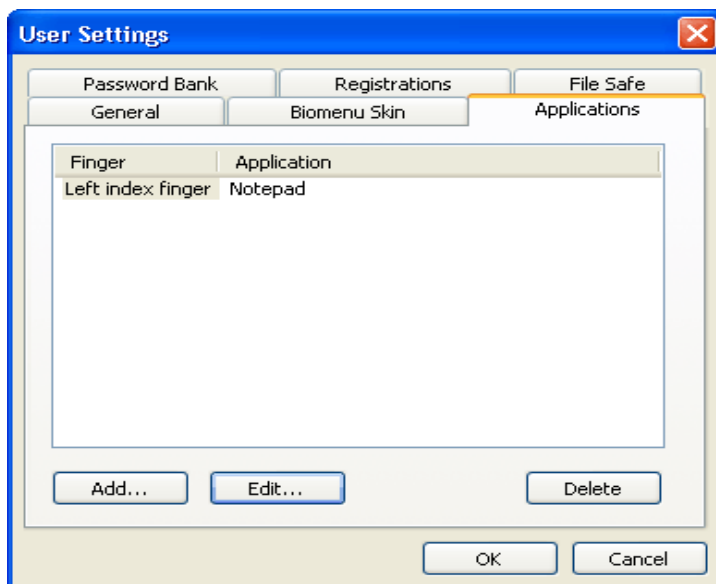 User Settings
Password Bank Registrations File Safe
General Biomenu Skin Applications
Finger Application
Left index finger Notepad
Add... Edit... Delete
OK Cancel